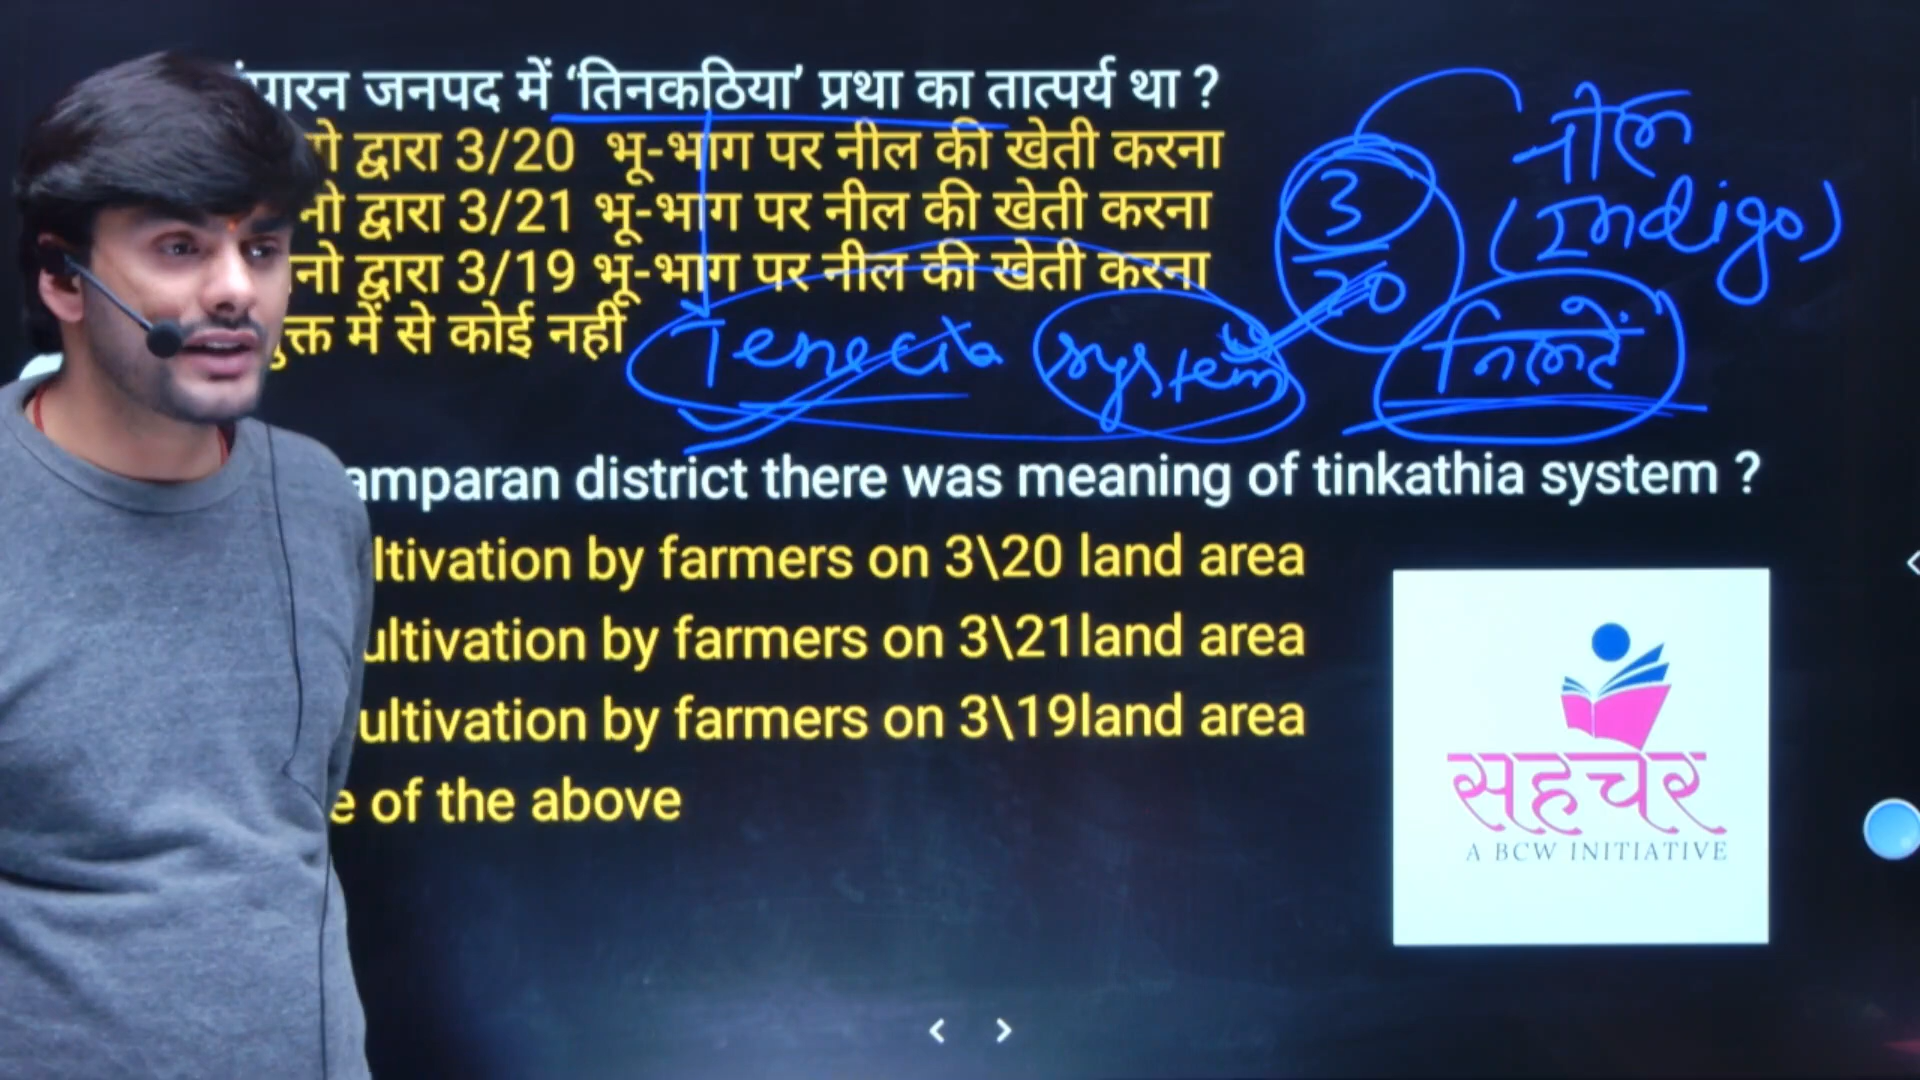 चंपारन जनपद में ‘तिनकठिया’ प्रथा का तात्पर्य था ?
द्वारा 3/20 भू-भाग पर नील की खेती करना
नो द्वारा 3/21 भू-भाग पर नील की खेती करना
नो द्वारा 3/19 भू-भाग पर नील की खेती करना
में से कोई नहीं
3
20
नील
(Indigo)
system
amparan district there was meaning of tinkathia system ?
ltivation by farmers on 3\20 land area
ultivation by farmers on 3\21land area
ultivation by farmers on 3\19land area
e of the above
सहचर
A BCW INITIATIVE